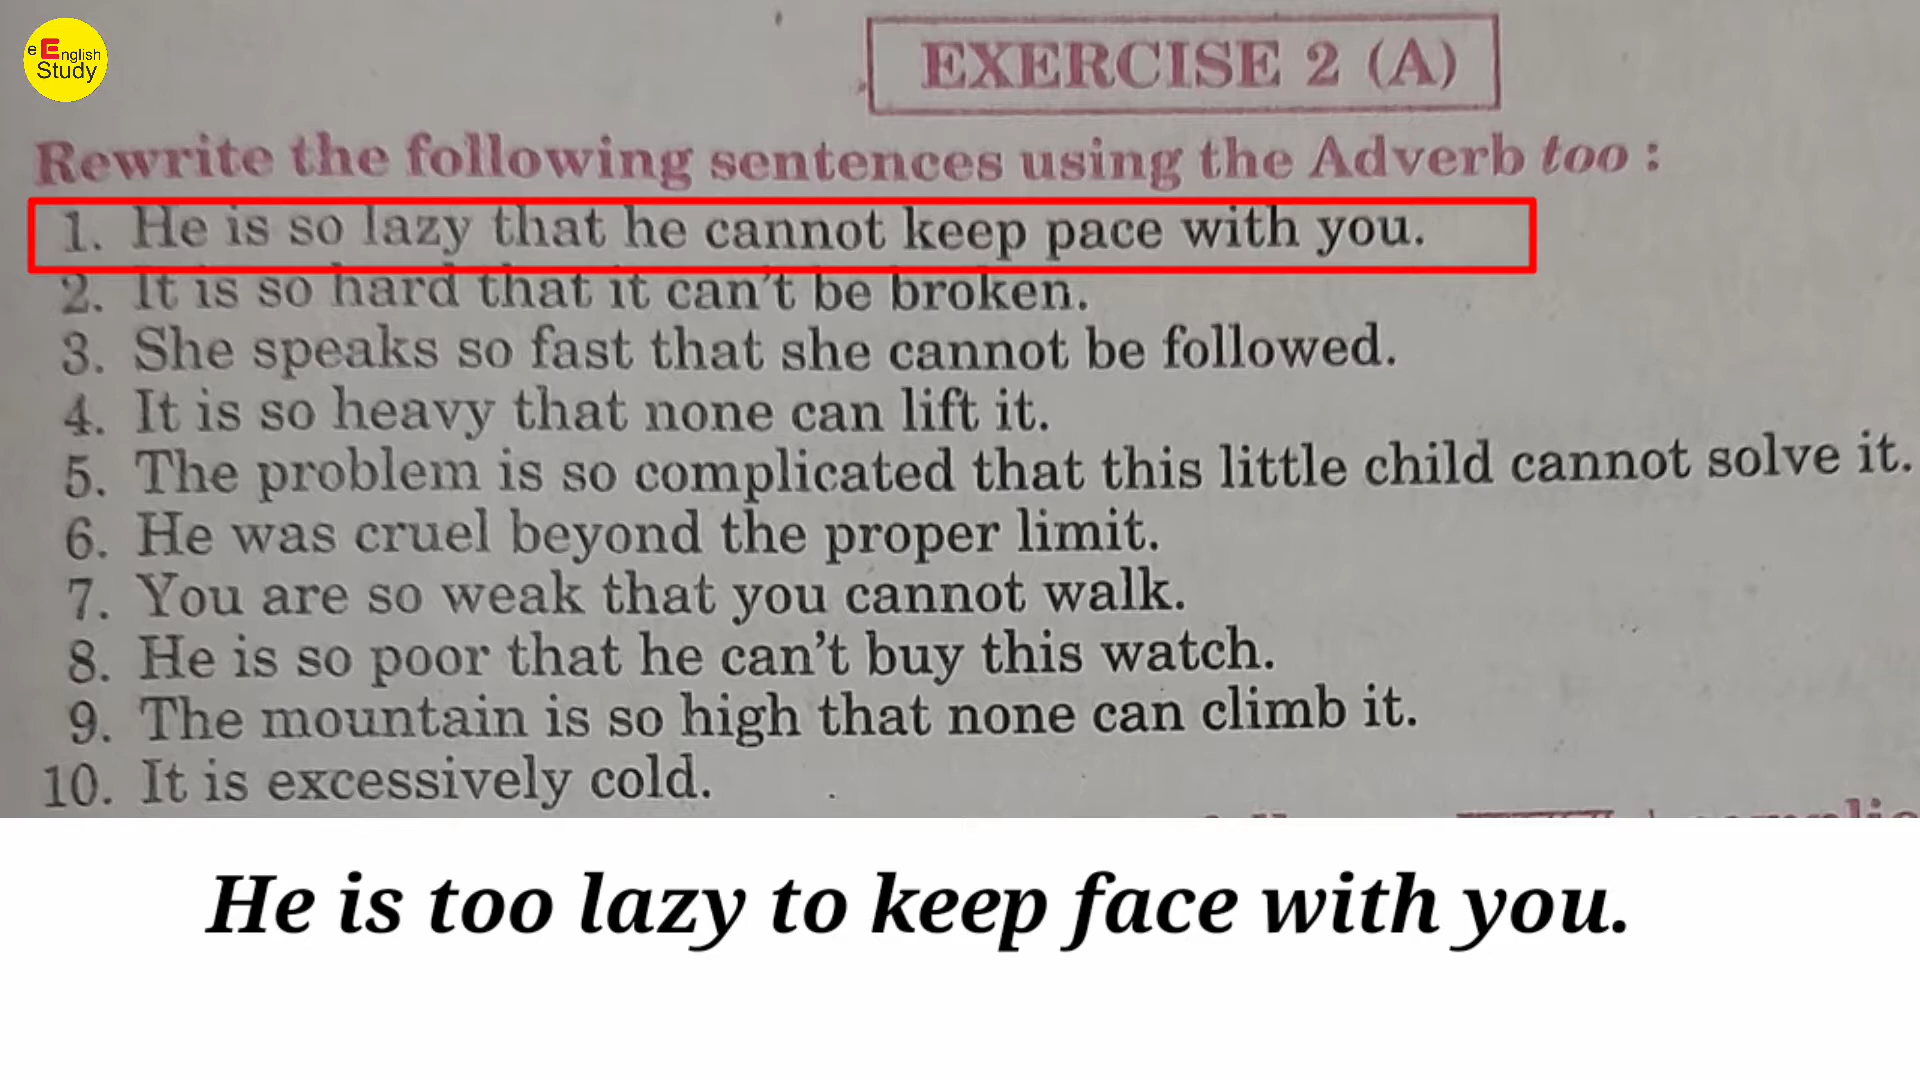 e English
Study
EXERCISE 2 (A)
Rewrite the following sentences using the Adverb too :
1. He is so lazy that he cannot keep pace with you.
2. It is so hard that it can't be broken.
3. She speaks so fast that she cannot be followed.
4. It is so heavy that none can lift it.
5. The problem is so complicated that this little child cannot solve it.
6. He was cruel beyond the proper limit.
7. You are so weak that you cannot walk.
8. He is so poor that he can't buy this watch.
9. The mountain is so high that none can climb it.
10. It is excessively cold.
He is too lazy to keep face with you.